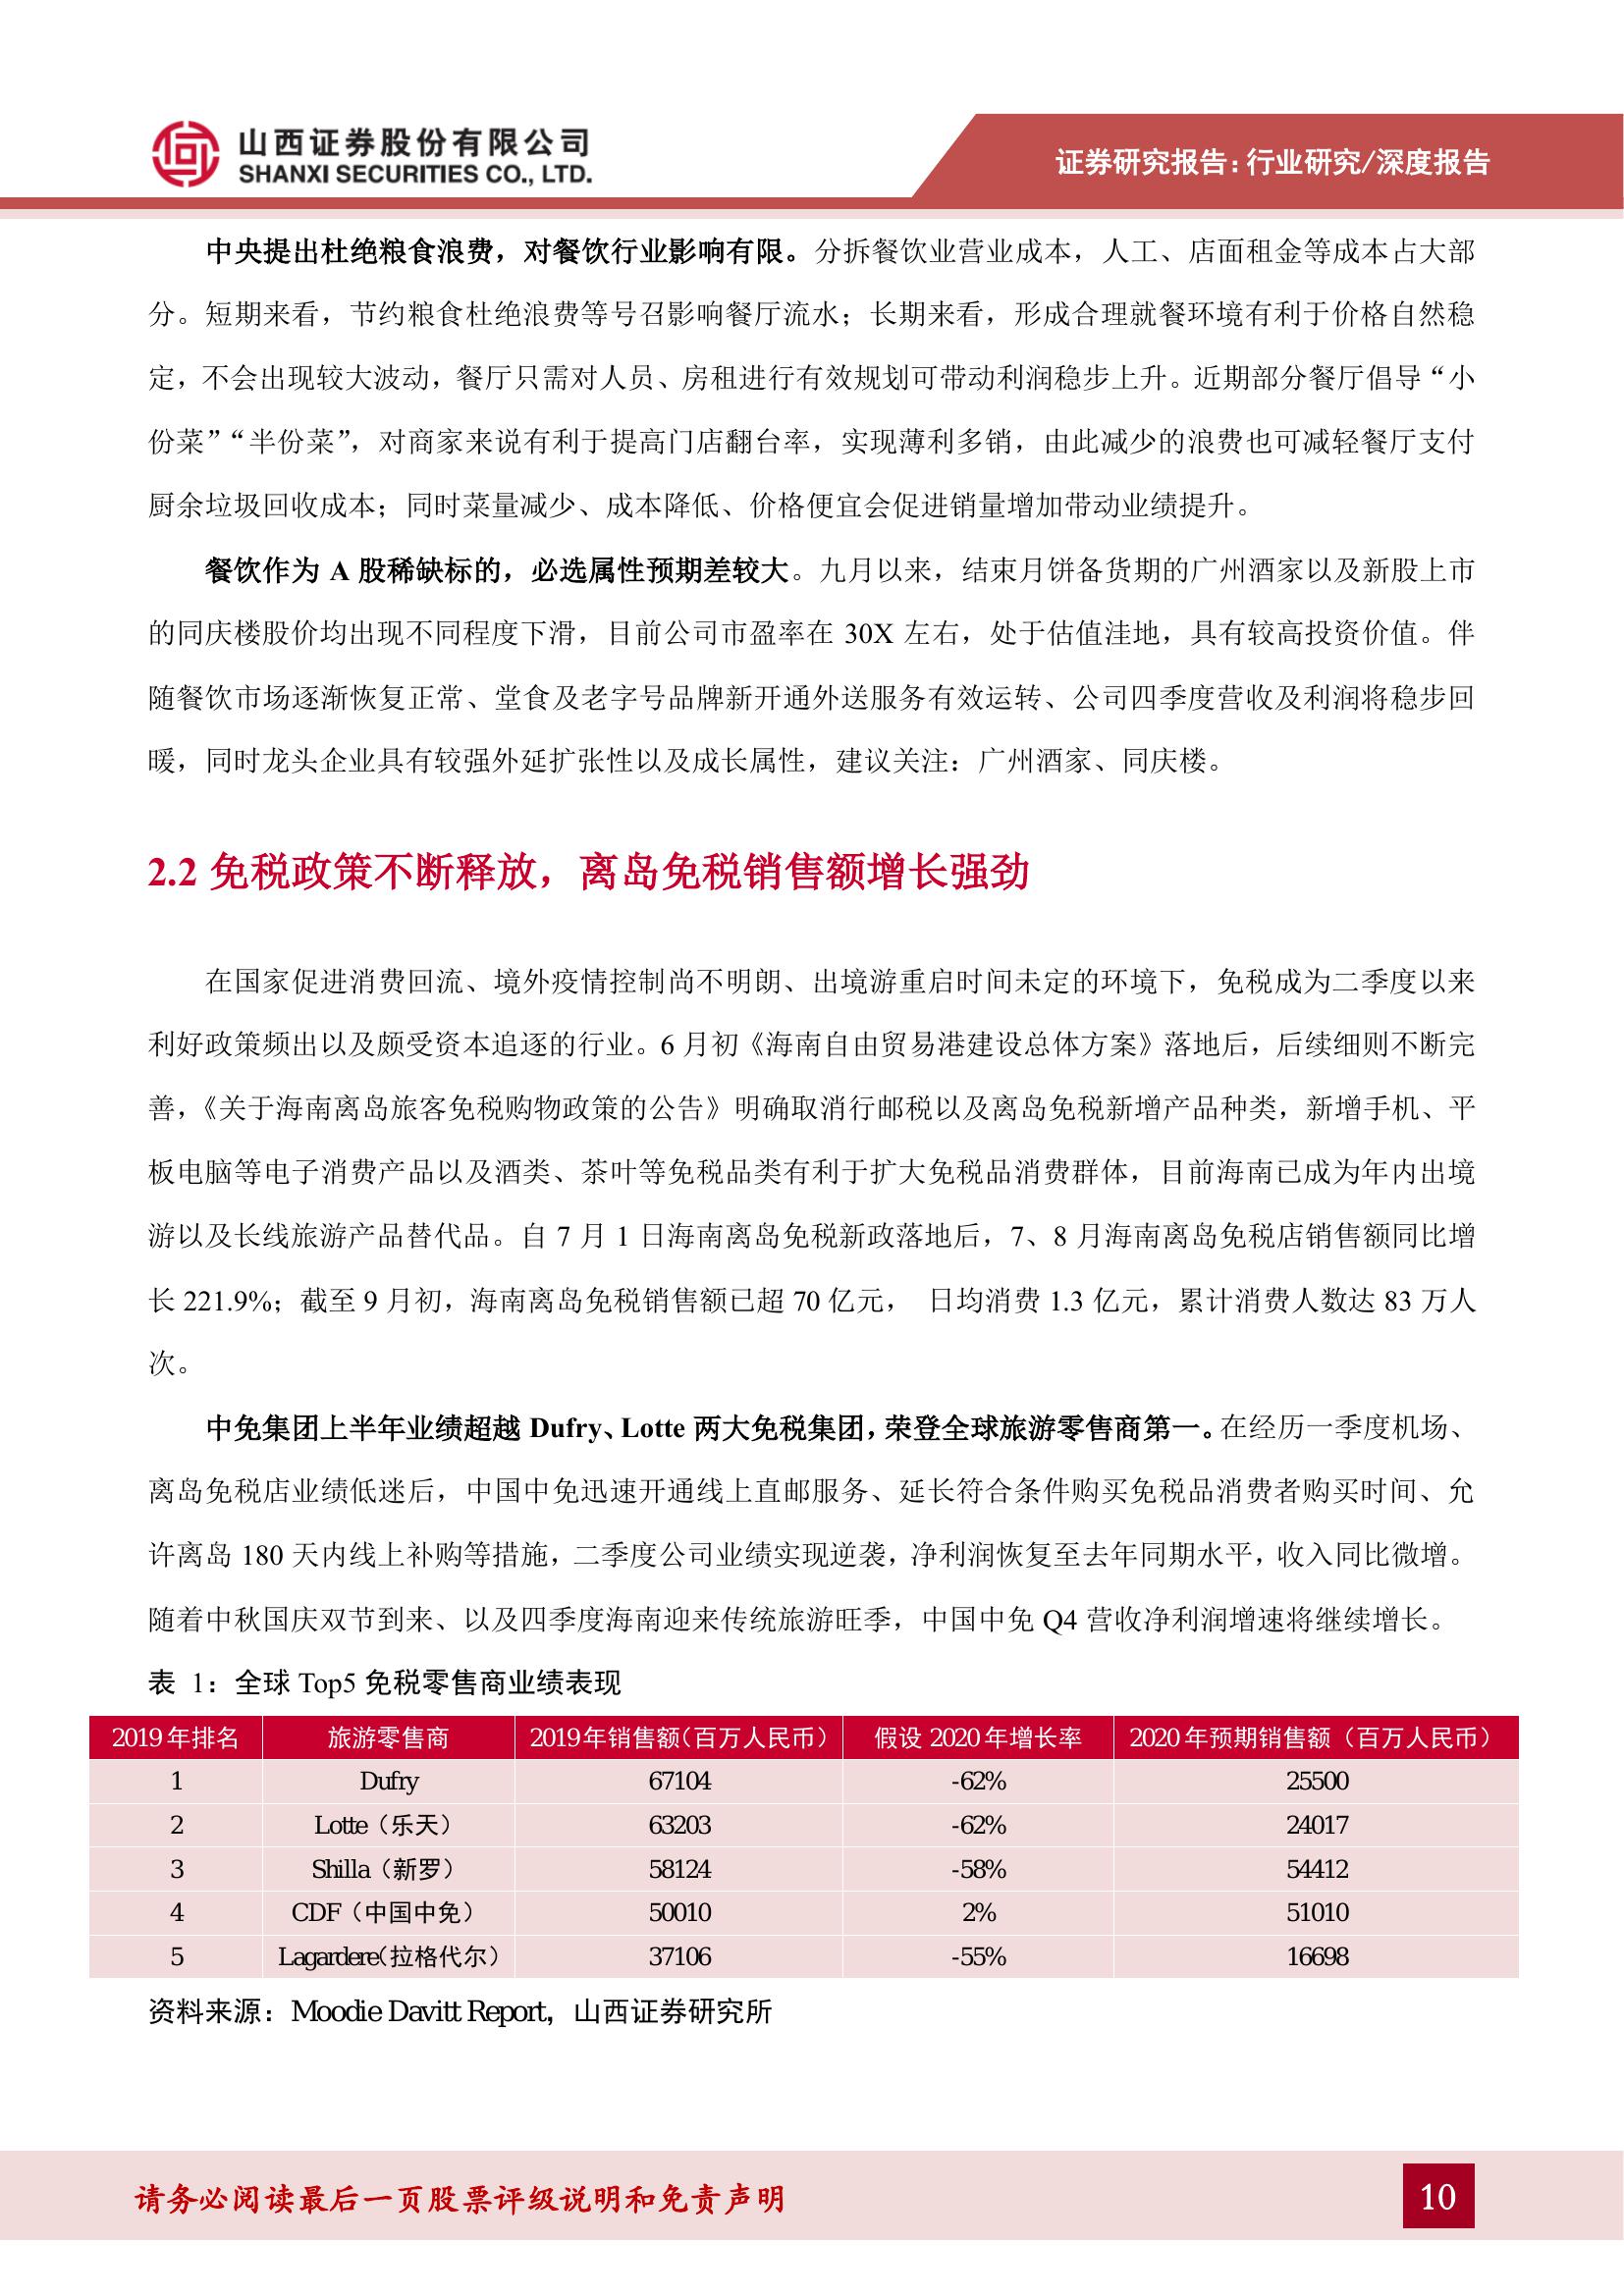 山西证券股份有限公司
SHANXI SECURITIES CO., LTD.
证券研究报告：行业研究/深度报告
中央提出杜绝粮食浪费，对餐饮行业影响有限。分拆餐饮业营业成本，人工、店面租金等成本占大部
分。短期来看，节约粮食杜绝浪费等号召影响餐厅流水；长期来看，形成合理就餐环境有利于价格自然稳
定，不会出现较大波动，餐厅只需对人员、房租进行有效规划可带动利润稳步上升。近期部分餐厅倡导“小
份菜”“半份菜”，对商家来说有利于提高门店翻台率，实现薄利多销，由此减少的浪费也可减轻餐厅支付
厨余垃圾回收成本；同时菜量减少、成本降低、价格便宜会促进销量增加带动业绩提升。
餐饮作为 A 股稀缺标的，必选属性预期差较大。九月以来，结束月饼备货期的广州酒家以及新股上市
的同庆楼股价均出现不同程度下滑，目前公司市盈率在 30X 左右，处于估值洼地，具有较高投资价值。伴
随餐饮市场逐渐恢复正常、堂食及老字号品牌新开通外送服务有效运转、公司四季度营收及利润将稳步回
暖，同时龙头企业具有较强外延扩张性以及成长属性，建议关注：广州酒家、同庆楼。
2.2 免税政策不断释放，离岛免税销售额增长强劲
在国家促进消费回流、境外疫情控制尚不明朗、出境游重启时间未定的环境下，免税成为二季度以来
利好政策频出以及颇受资本追逐的行业。6 月初《海南自由贸易港建设总体方案》落地后，后续细则不断完
善，《关于海南离岛旅客免税购物政策的公告》明确取消行邮税以及离岛免税新增产品种类，新增手机、平
板电脑等电子消费产品以及酒类、茶叶等免税品类有利于扩大免税品消费群体，目前海南已成为年内出境
游以及长线旅游产品替代品。自 7 月 1 日海南离岛免税新政落地后，7、8 月海南离岛免税店销售额同比增
长 221.9%；截至 9 月初，海南离岛免税销售额已超 70 亿元， 日均消费 1.3 亿元，累计消费人数达 83 万人
次。
中免集团上半年业绩超越 Dufry、Lotte 两大免税集团，荣登全球旅游零售商第一。在经历一季度机场、
离岛免税店业绩低迷后，中国中免迅速开通线上直邮服务、延长符合条件购买免税品消费者购买时间、允
许离岛 180 天内线上补购等措施，二季度公司业绩实现逆袭，净利润恢复至去年同期水平，收入同比微增。
随着中秋国庆双节到来、以及四季度海南迎来传统旅游旺季，中国中免 Q4 营收净利润增速将继续增长。
表 1：全球 Top5 免税零售商业绩表现
2019 年排名 旅游零售商 2019 年销售额（百万人民币） 假设 2020 年增长率 2020 年预期销售额（百万人民币）
1 Dufry 67104 -62% 25500
2 Lotte（乐天） 63203 -62% 24017
3 Shilla（新罗） 58124 -58% 54412
4 CDF（中国中免） 50010 2% 51010
5 Lagardere（拉格代尔） 37106 -55% 16698
资料来源：Moodie Davitt Report，山西证券研究所
请务必阅读最后一页股票评级说明和免责声明
10